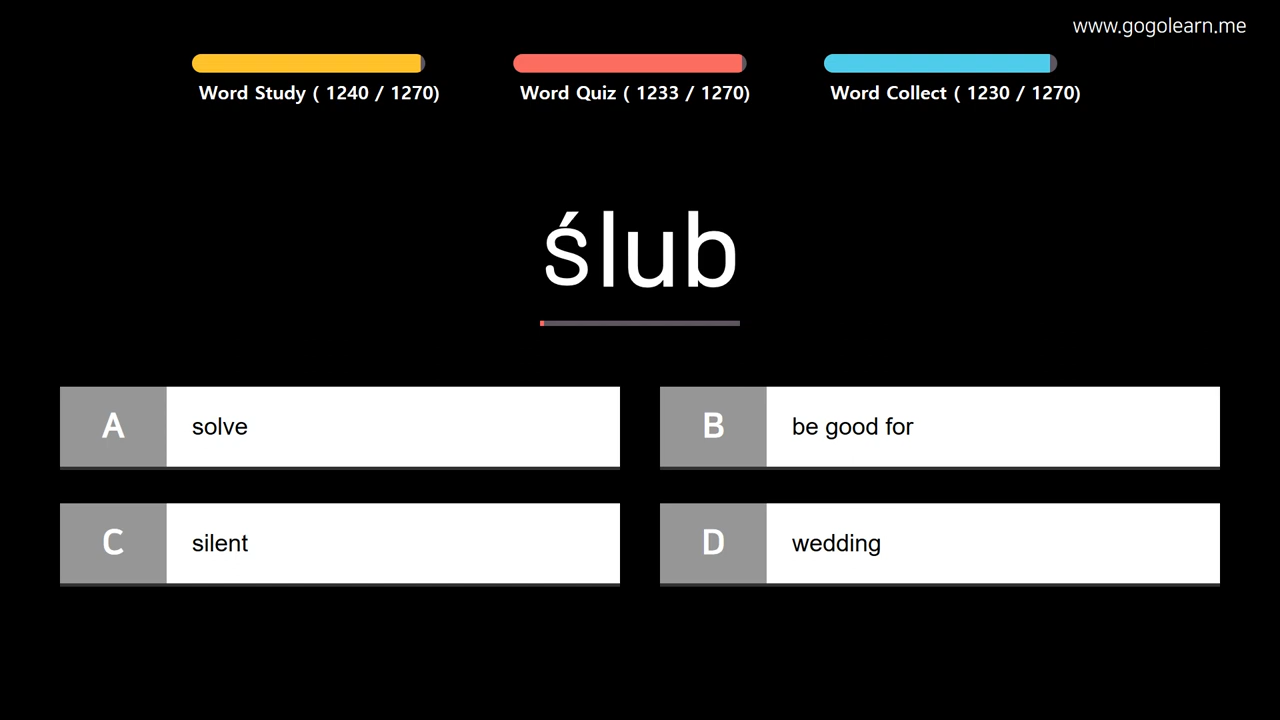 www.gogolearn.me
Word Study ( 1240 / 1270)
Word Quiz ( 1233 / 1270)
Word Collect ( 1230 / 1270)
ślub
A solve
B be good for
C silent
D wedding